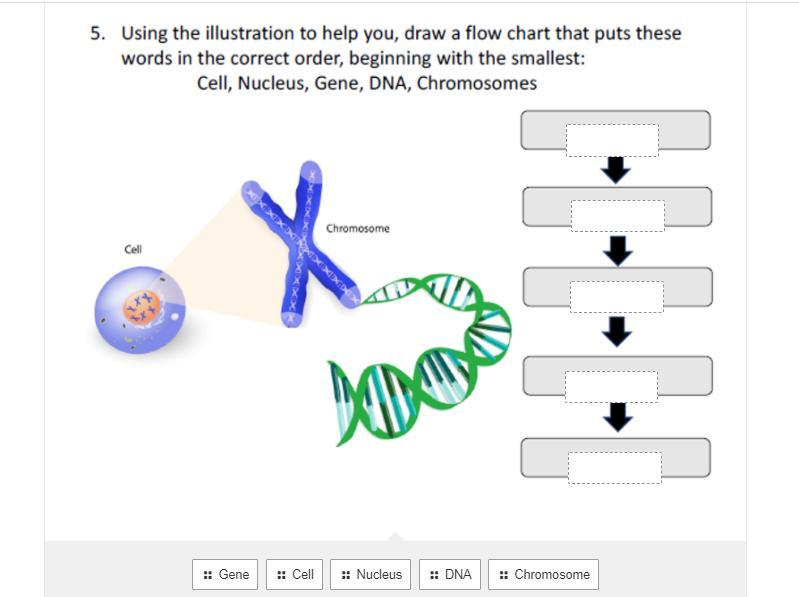 5. Using the illustration to help you, draw a flow chart that puts these
words in the correct order, beginning with the smallest:
Cell, Nucleus, Gene, DNA, Chromosomes
Chromosome
Cell
Gene
Cell
Nucleus
DNA
Chromosome